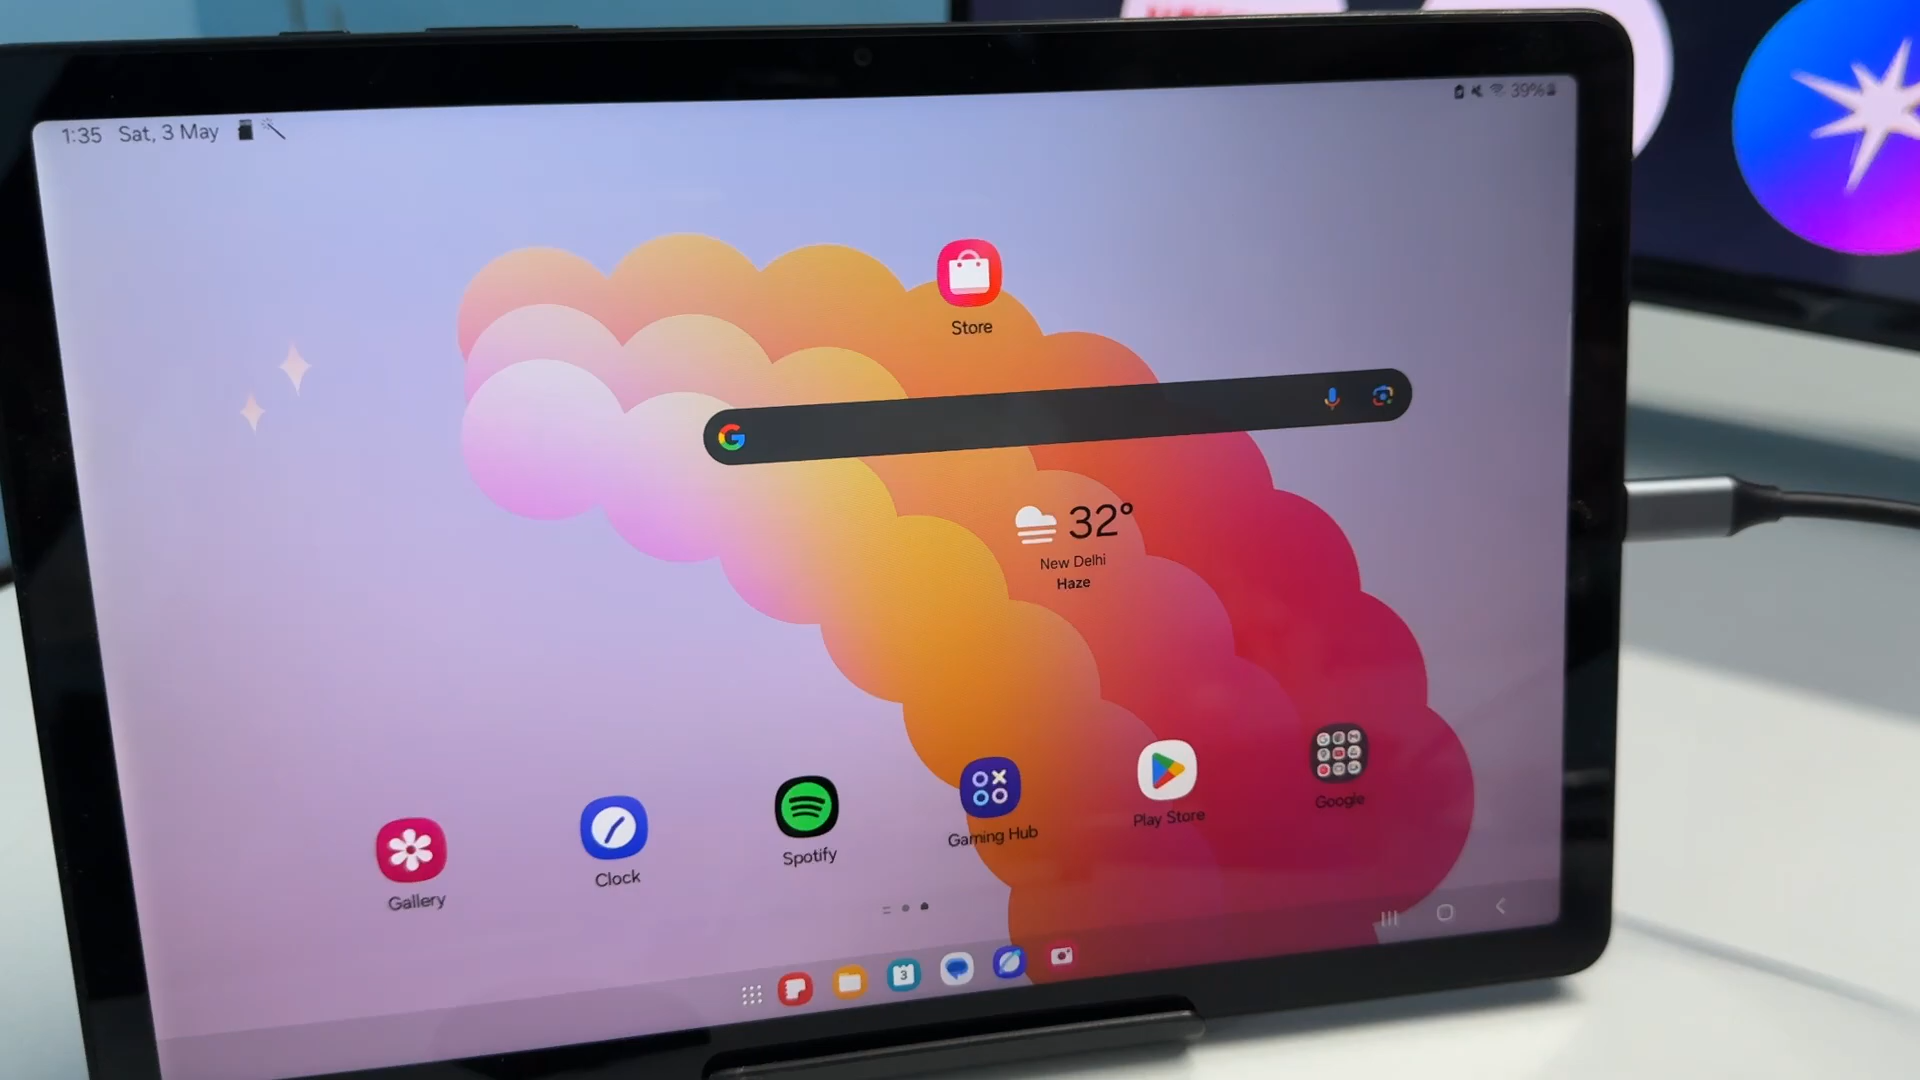 1:35 Sat, 3 May
39%
Store
32°
New Delhi
Haze
Gallery
Clock
Spotify
Gaming Hub
Play Store
Google
3